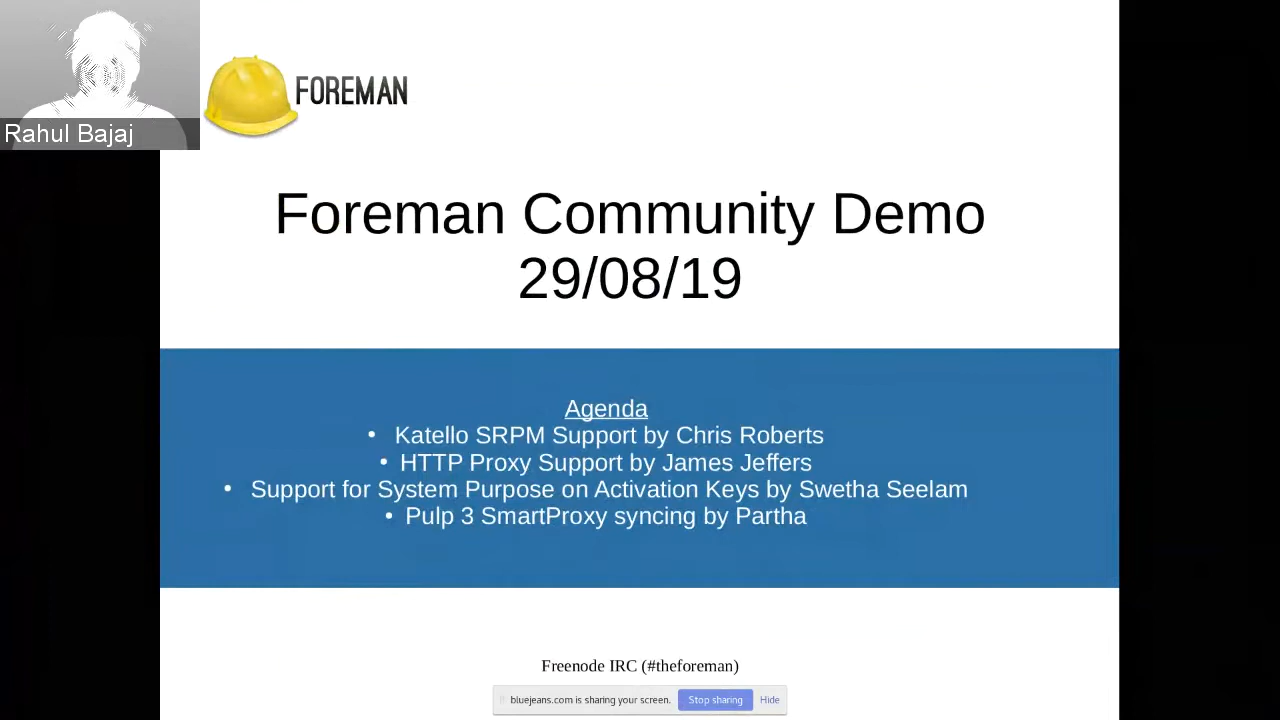 Rahul Bajaj
FOREMAN
Foreman Community Demo
29/08/19
Agenda
• Katello SRPM Support by Chris Roberts
• HTTP Proxy Support by James Jeffers
• Support for System Purpose on Activation Keys by Swetha Seelam
• Pulp 3 SmartProxy syncing by Partha
Freenode IRC (#theforeman)
bluejeans.com is sharing your screen. Stop sharing Hide